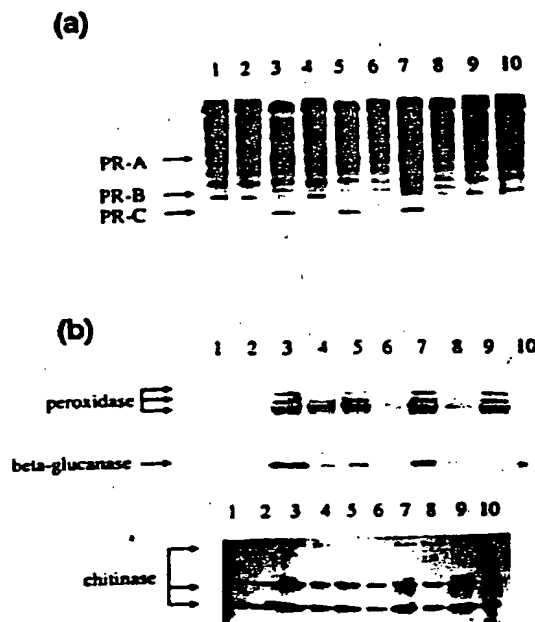 (a)
1 2 3 4 5 6 7 8 9 10
PR-A
PR-B
PR-C
(b)
1 2 3 4 5 6 7 8 9 10
peroxidase
beta-glucanase
1 2 3 4 5 6 7 8 9 10
chitinase